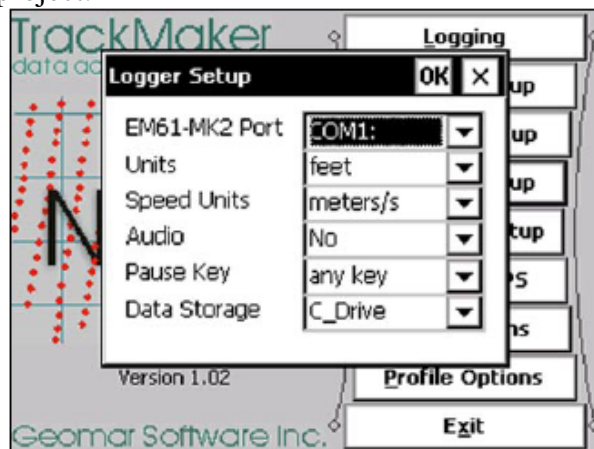 project.
TrackMaker
Logging
data ac
Logger Setup
OK
up
EM61-MK2 Port
COM1:
up
Units
feet
up
Speed Units
meters/s
Audio
No
tup
Pause Key
any key
PS
Data Storage
C_Drive
ns
N
Version 1.02
Profile Options
Geomar Software Inc.
Exit